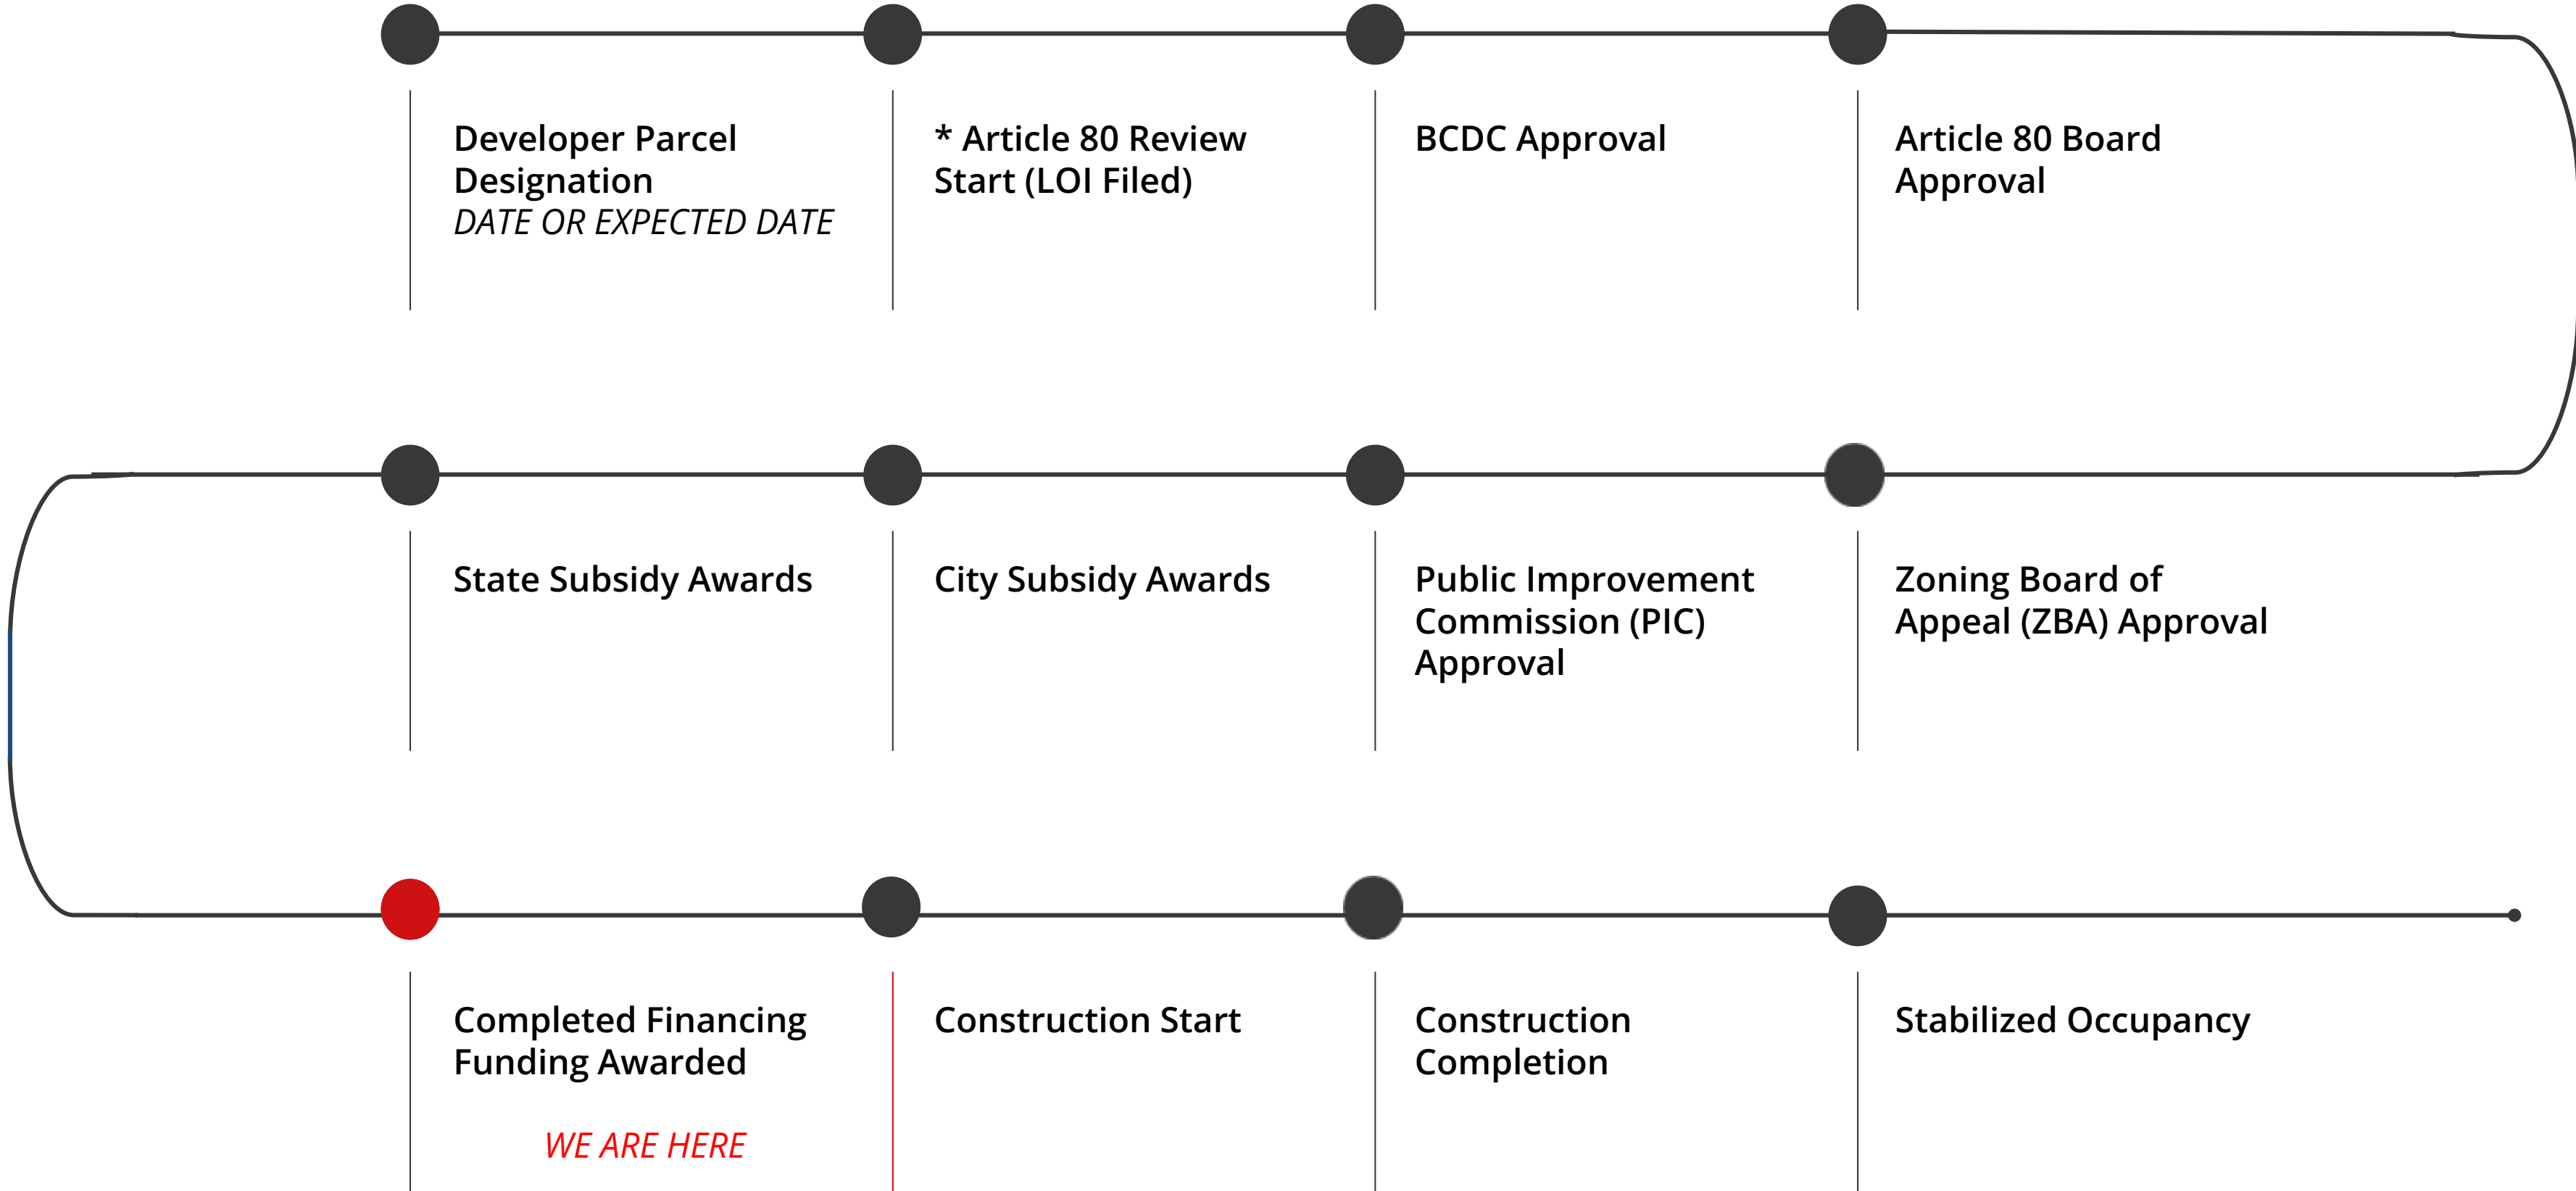 Developer Parcel
Designation
DATE OR EXPECTED DATE
* Article 80 Review
Start (LOI Filed)
BCDC Approval
Article 80 Board
Approval
State Subsidy Awards
City Subsidy Awards
Public Improvement
Commission (PIC)
Approval
Zoning Board of
Appeal (ZBA) Approval
Completed Financing
Funding Awarded
WE ARE HERE
Construction Start
Construction
Completion
Stabilized Occupancy